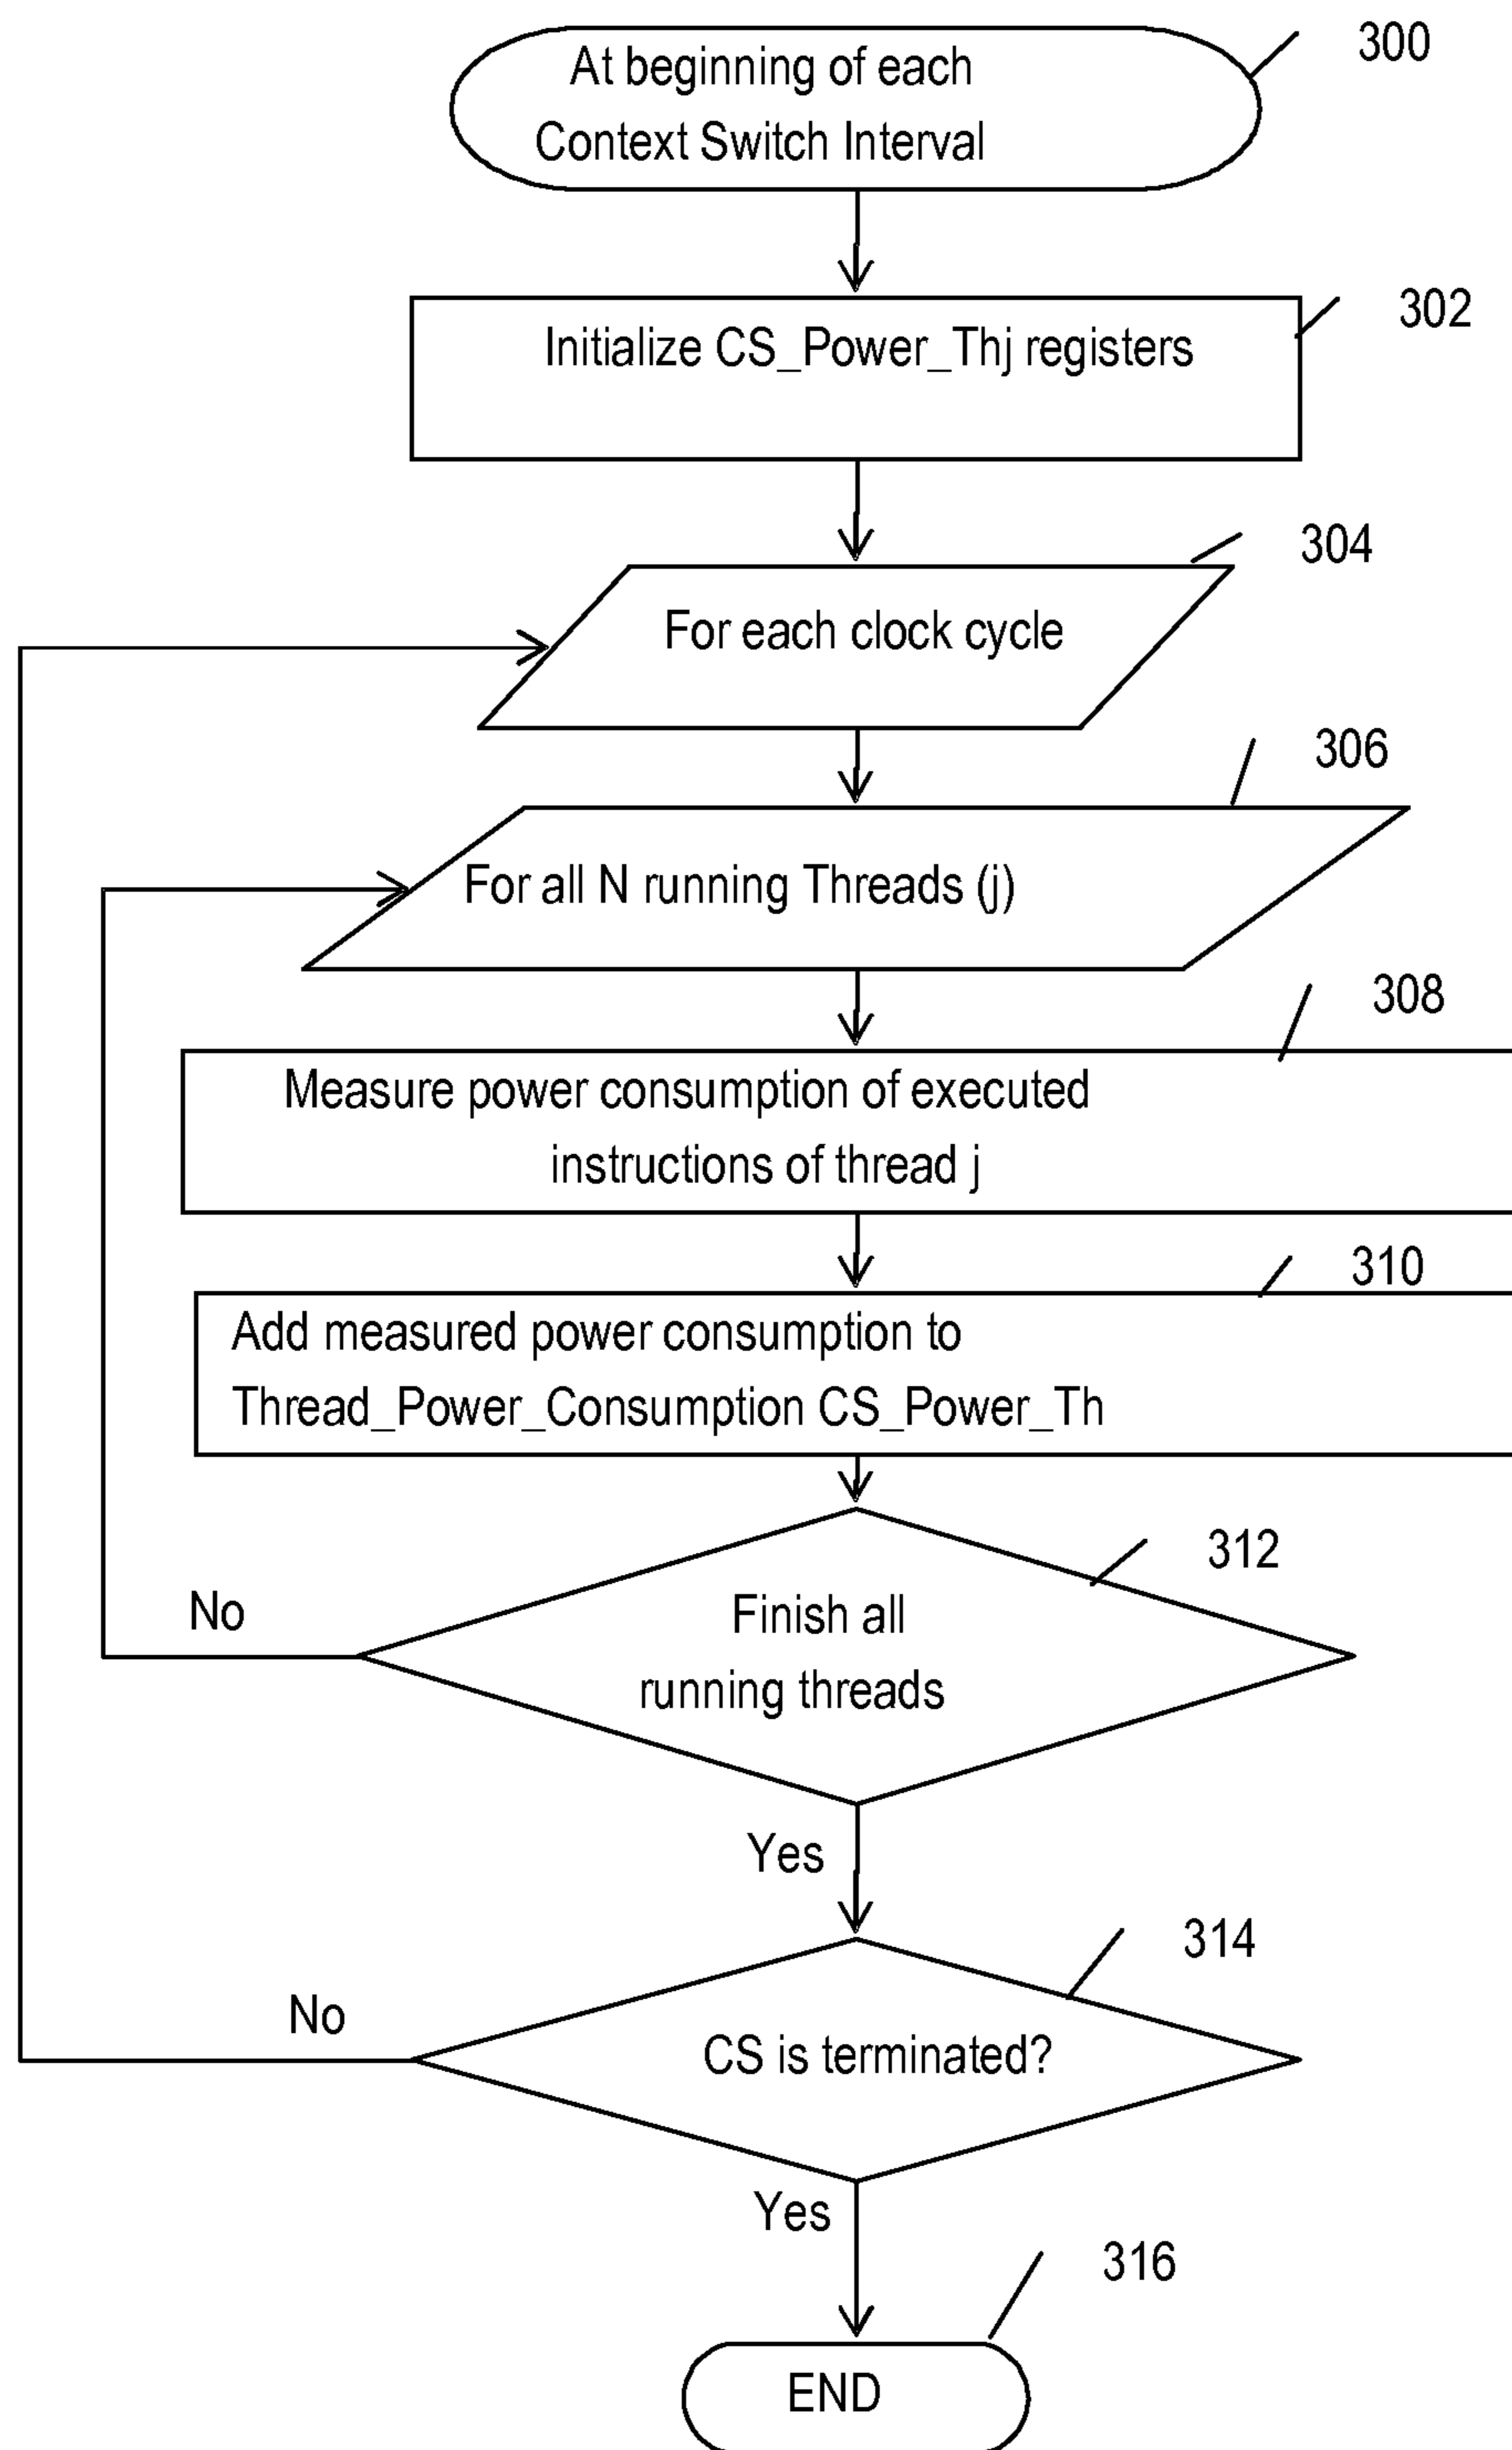 At beginning of each
Context Switch Interval
300
Initialize CS_Power_Thj registers
302
For each clock cycle
304
For all N running Threads (j)
306
Measure power consumption of executed
instructions of thread j
308
Add measured power consumption to
Thread_Power_Consumption CS_Power_Th
310
Finish all
running threads
312
No
Yes
CS is terminated?
314
No
Yes
END
316